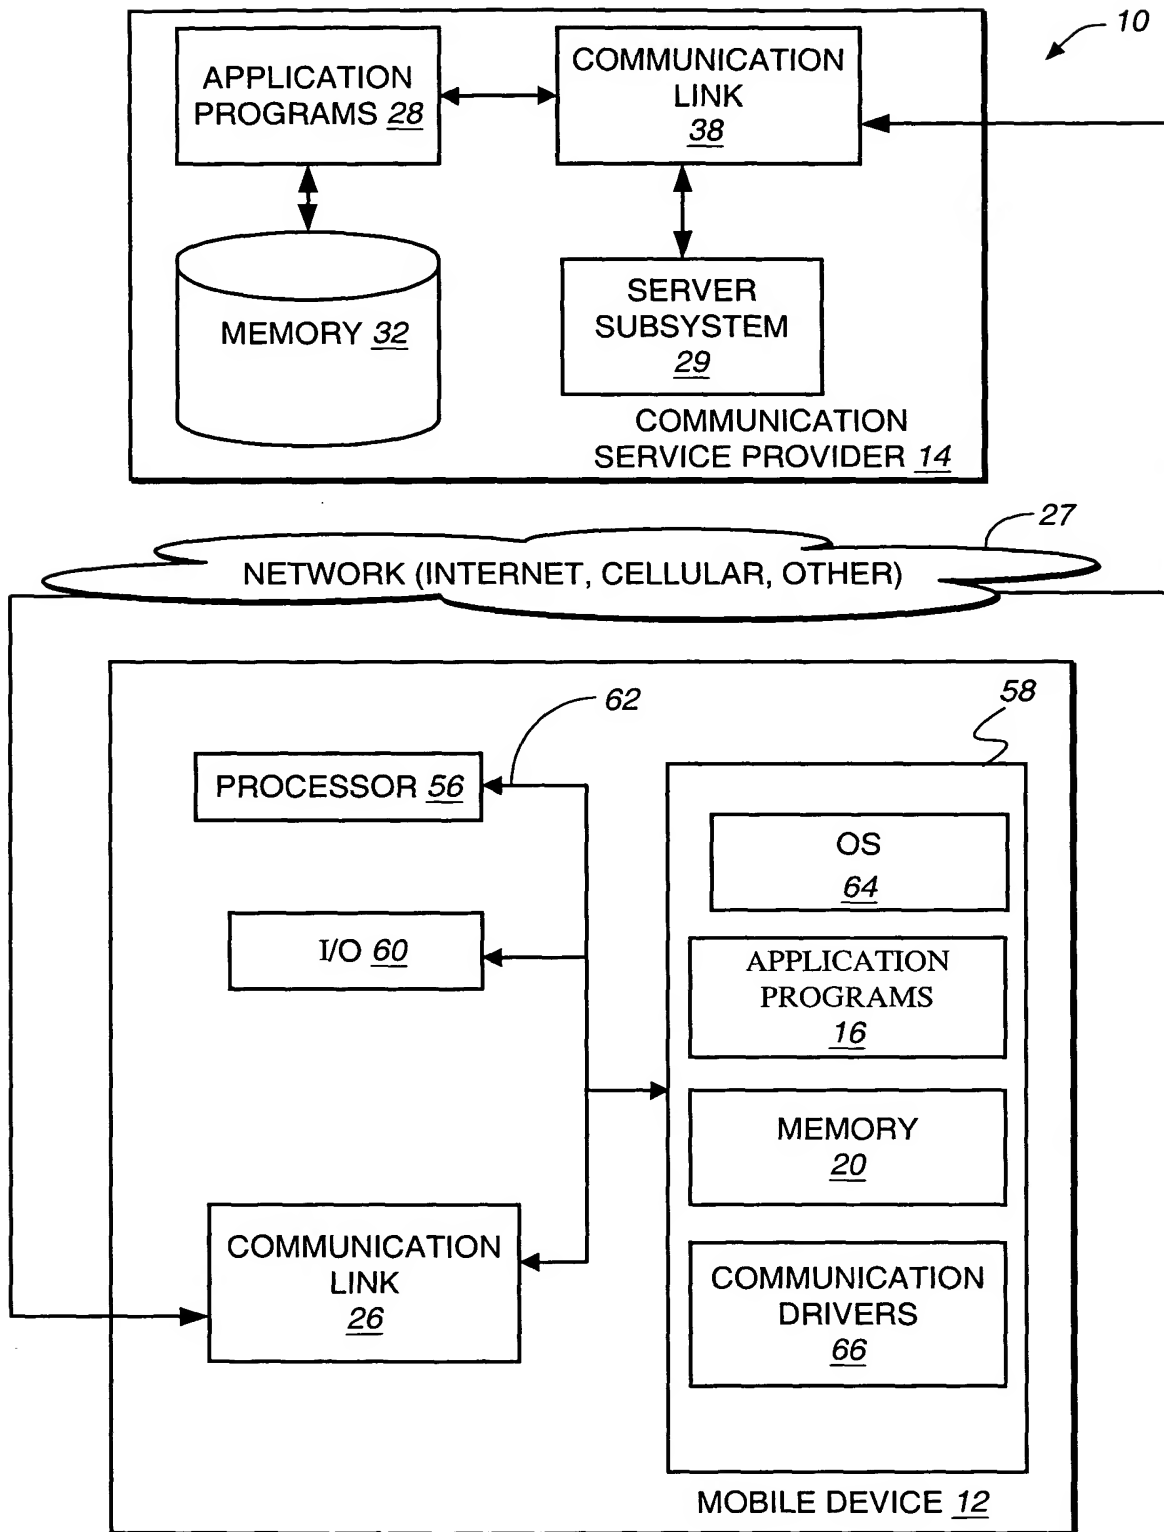 10
APPLICATION
PROGRAMS 28
COMMUNICATION
LINK
38
MEMORY 32
SERVER
SUBSYSTEM
29
COMMUNICATION
SERVICE PROVIDER 14
27
NETWORK (INTERNET, CELLULAR, OTHER)
62
58
PROCESSOR 56
OS
64
I/O 60
APPLICATION
PROGRAMS
16
MEMORY
20
COMMUNICATION
LINK
26
COMMUNICATION
DRIVERS
66
MOBILE DEVICE 12